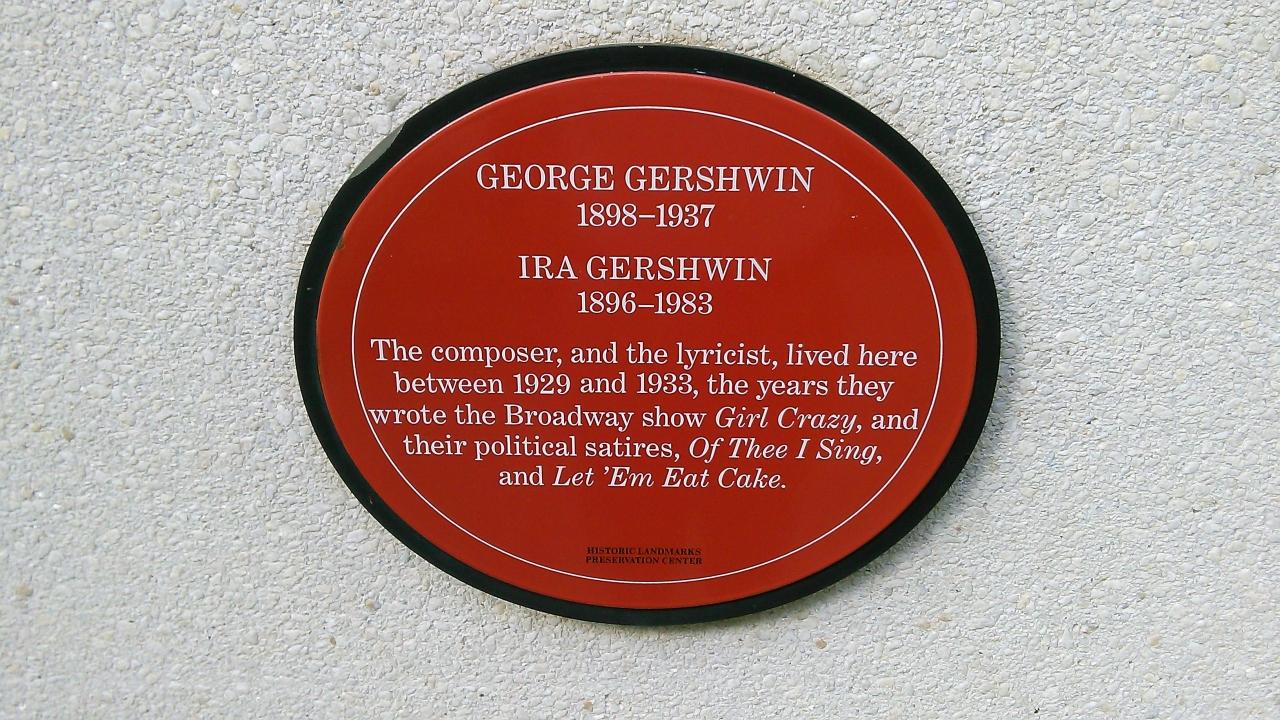 GEORGE GERSHWIN
1898–1937
IRA GERSHWIN
1896–1983
The composer, and the lyricist, lived here
between 1929 and 1933, the years they
wrote the Broadway show Girl Crazy, and
their political satires, Of Thee I Sing,
and Let ’Em Eat Cake.
HISTORIC LANDMARKS
PRESERVATION CENTER